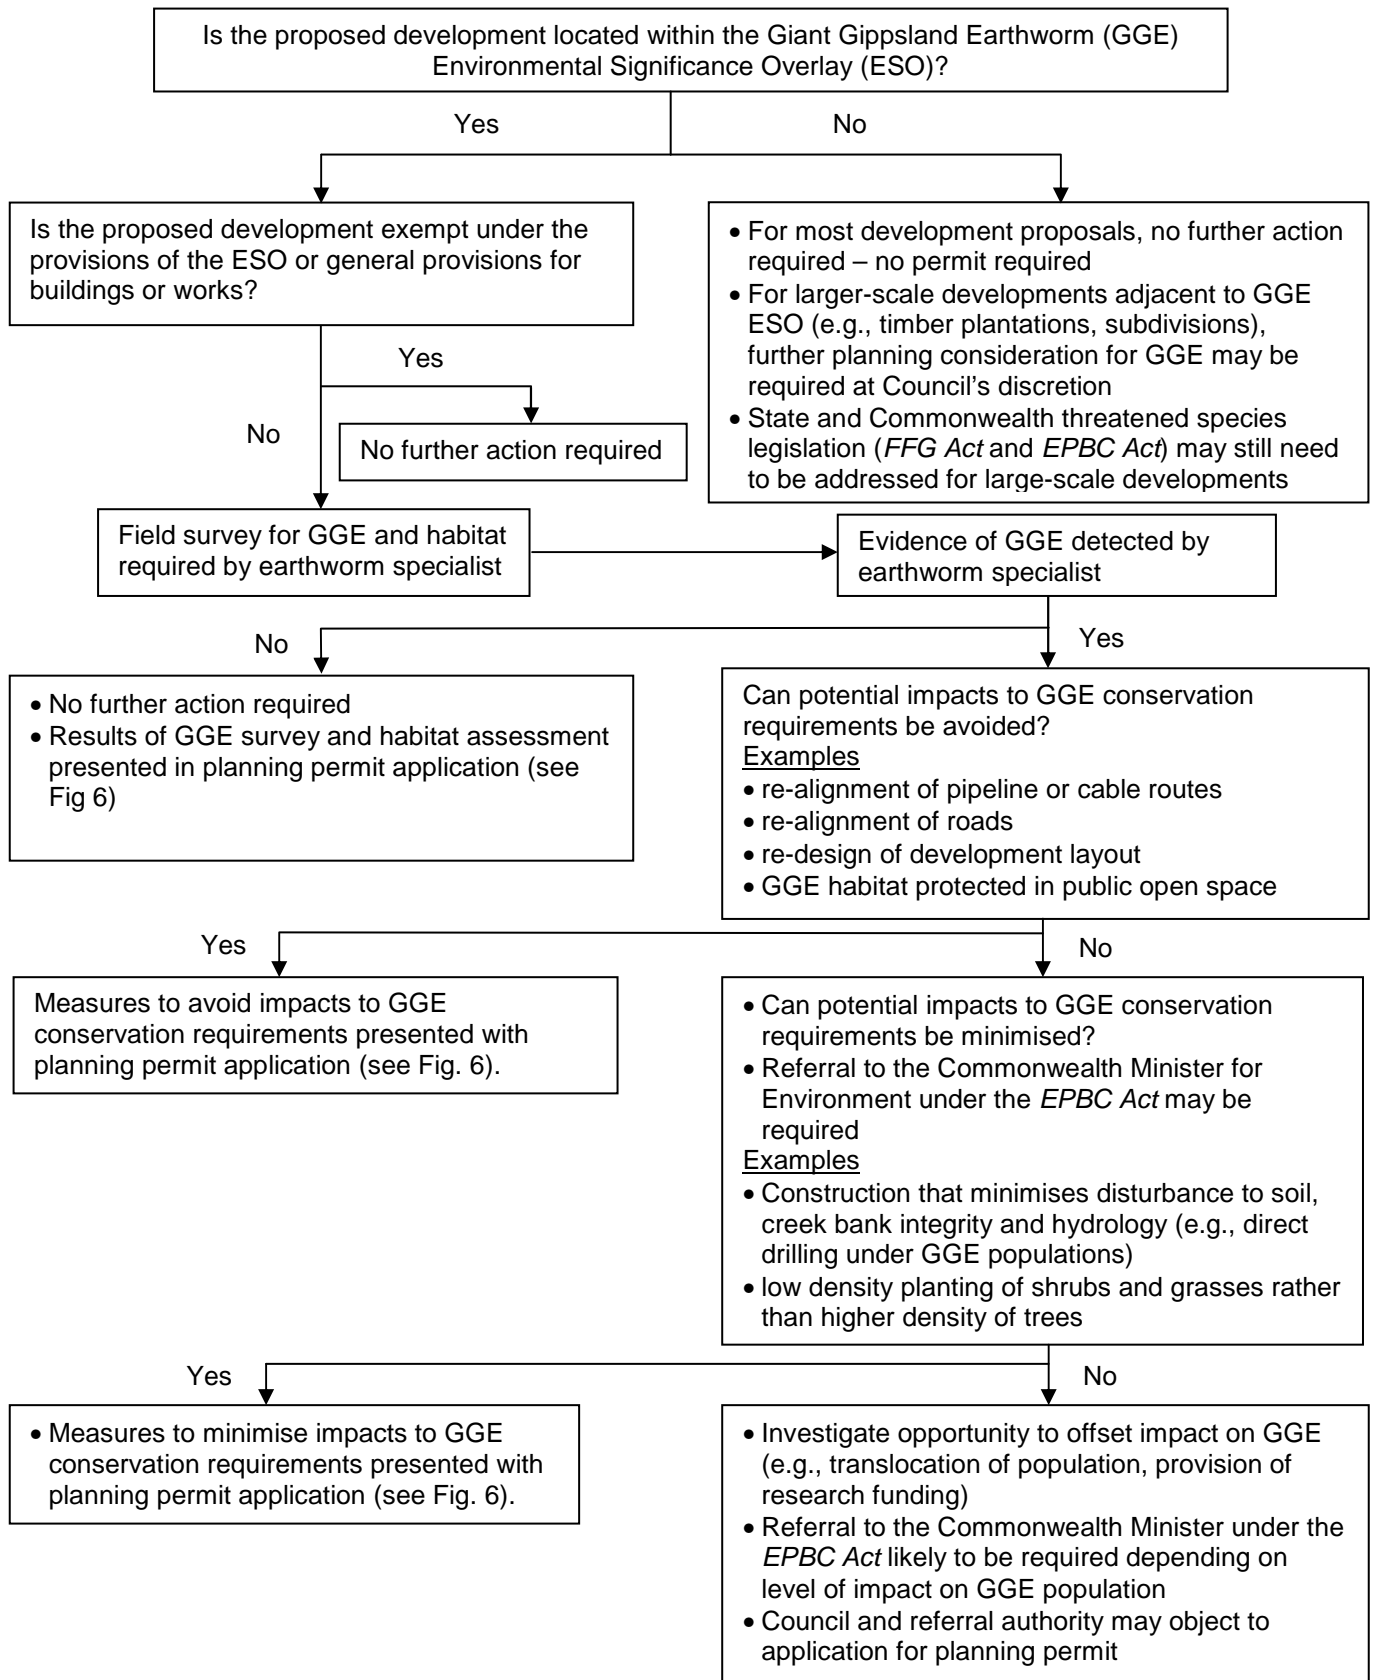 Is the proposed development located within the Giant Gippsland Earthworm (GGE)
Environmental Significance Overlay (ESO)?
Yes
No
Is the proposed development exempt under the
provisions of the ESO or general provisions for
buildings or works?
• For most development proposals, no further action
required – no permit required
• For larger-scale developments adjacent to GGE
ESO (e.g., timber plantations, subdivisions),
further planning consideration for GGE may be
required at Council's discretion
• State and Commonwealth threatened species
legislation (FFG Act and EPBC Act) may still need
to be addressed for large-scale developments
Yes
No
No further action required
Field survey for GGE and habitat
required by earthworm specialist
Evidence of GGE detected by
earthworm specialist
No
Yes
• No further action required
• Results of GGE survey and habitat assessment
presented in planning permit application (see
Fig 6)
Can potential impacts to GGE conservation
requirements be avoided?
Examples
• re-alignment of pipeline or cable routes
• re-alignment of roads
• re-design of development layout
• GGE habitat protected in public open space
Yes
No
Measures to avoid impacts to GGE
conservation requirements presented with
planning permit application (see Fig. 6).
• Can potential impacts to GGE conservation
requirements be minimised?
• Referral to the Commonwealth Minister for
Environment under the EPBC Act may be
required
Examples
• Construction that minimises disturbance to soil,
creek bank integrity and hydrology (e.g., direct
drilling under GGE populations)
• low density planting of shrubs and grasses rather
than higher density of trees
Yes
No
• Measures to minimise impacts to GGE
conservation requirements presented with
planning permit application (see Fig. 6).
• Investigate opportunity to offset impact on GGE
(e.g., translocation of population, provision of
research funding)
• Referral to the Commonwealth Minister under the
EPBC Act likely to be required depending on
level of impact on GGE population
• Council and referral authority may object to
application for planning permit